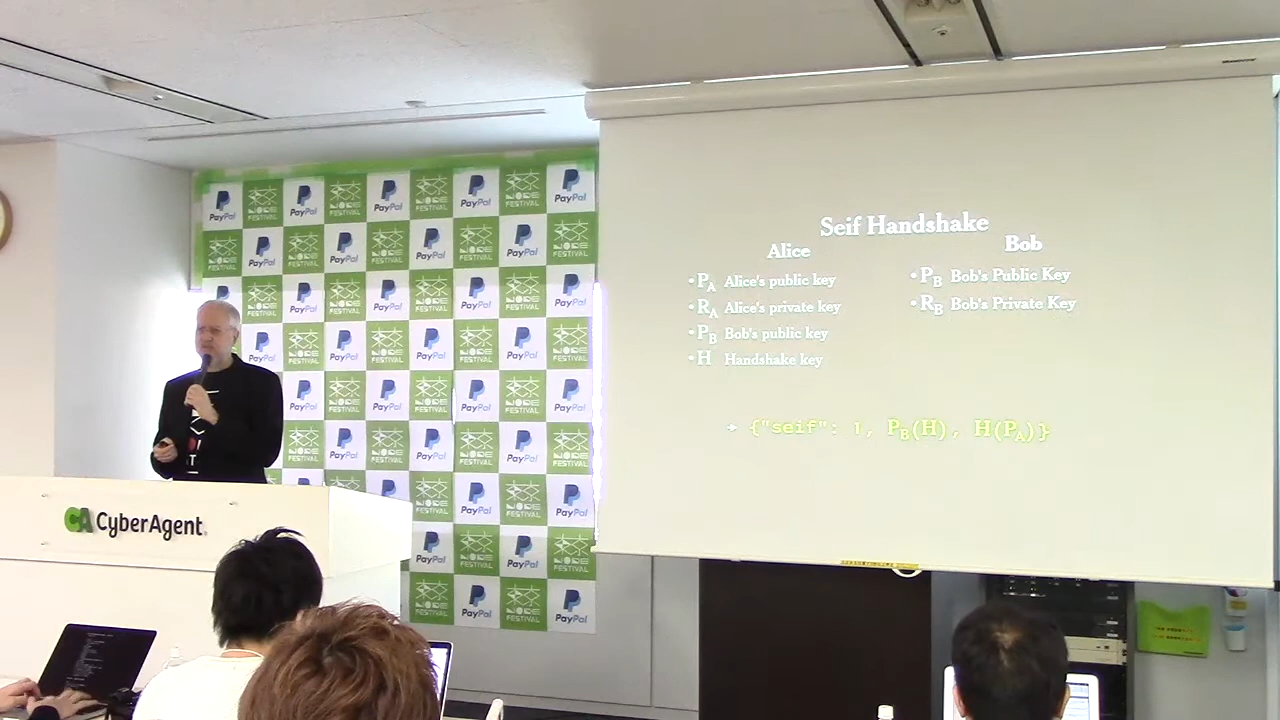 Seif Handshake
Alice
•PA Alice's public key
•RA Alice's private key
•PB Bob's public key
•H Handshake key
Bob
•PB Bob's Public Key
•RB Bob's Private Key
→ {"seif": 1, PB(H), H(PA)}
CA CyberAgent.
PayPal
NODE FESTIVAL